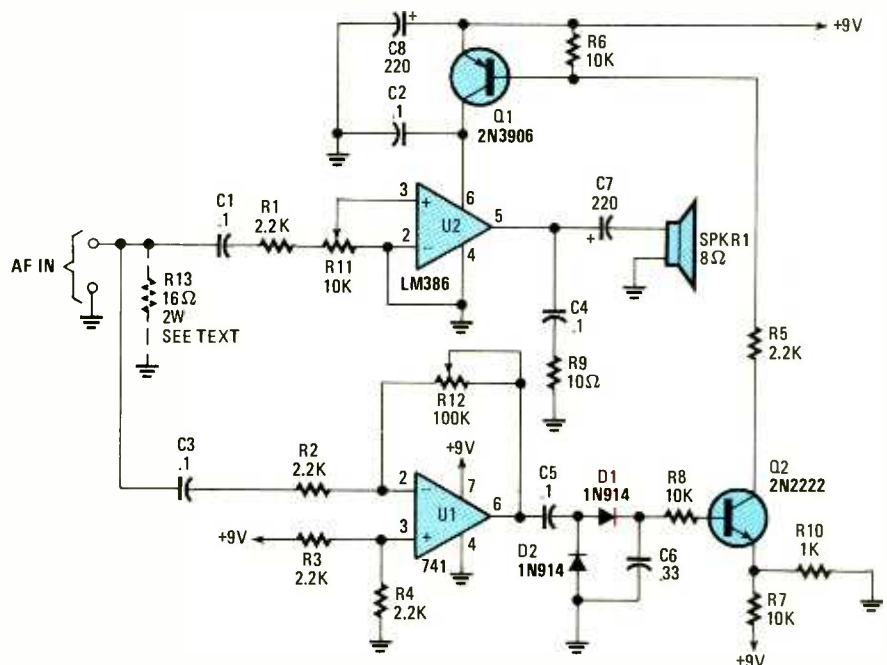 +
C8
220
R6
10K
+9V
C2
.1
Q1
2N3906
AF IN
C1
.1
R1
2.2K
R11
10K
3
+
2
−
6
U2
5
4
LM386
C7
220
+
SPKR1
8Ω
R13
16Ω
2W
SEE TEXT
C4
.1
R9
10Ω
R5
2.2K
R12
100K
C3
.1
R2
2.2K
+9V
2
−
7
U1
6
3
+
4
741
+9V
R3
2.2K
R4
2.2K
C5
.1
D1
1N914
D2
1N914
C6
.33
R8
10K
Q2
2N2222
R10
1K
R7
10K
+9V